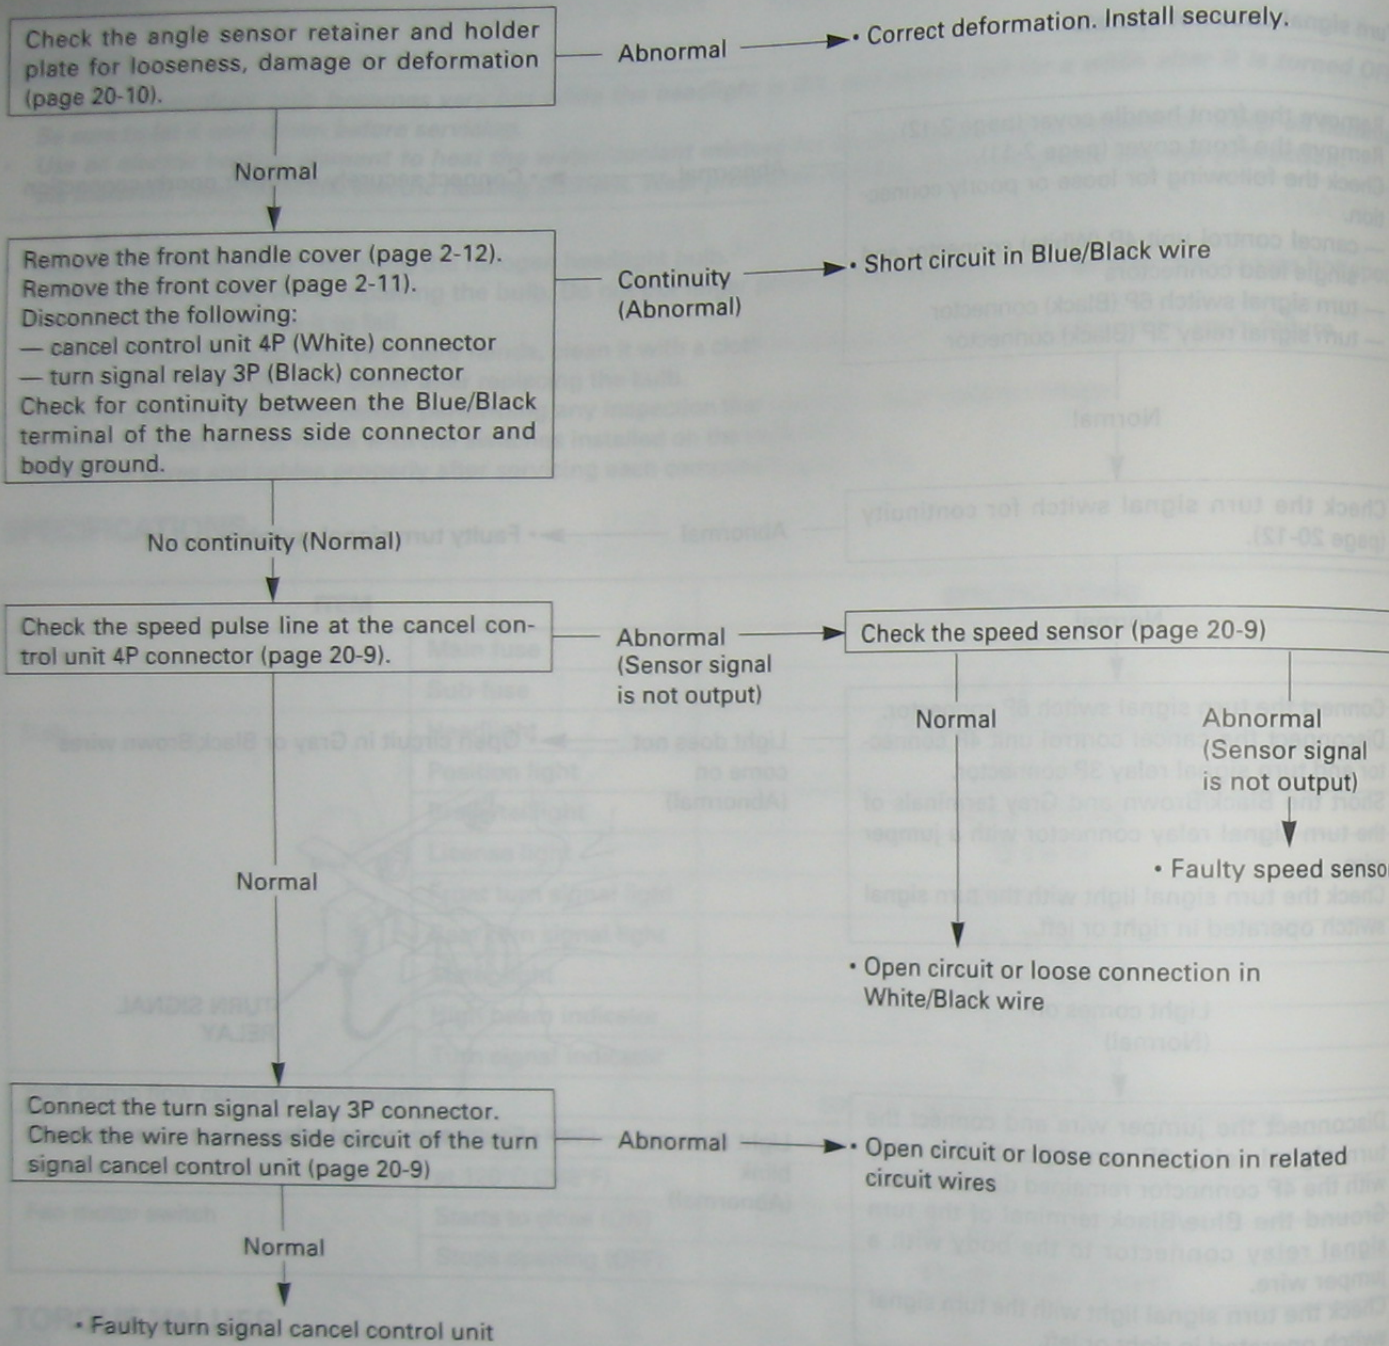 Check the angle sensor retainer and holder
plate for looseness, damage or deformation
(page 20-10).
Abnormal
• Correct deformation. Install securely.
Normal
Remove the front handle cover (page 2-12).
Remove the front cover (page 2-11).
Disconnect the following:
— cancel control unit 4P (White) connector
— turn signal relay 3P (Black) connector
Check for continuity between the Blue/Black
terminal of the harness side connector and
body ground.
Continuity
(Abnormal)
• Short circuit in Blue/Black wire
No continuity (Normal)
Check the speed pulse line at the cancel con-
trol unit 4P connector (page 20-9).
Abnormal
(Sensor signal
is not output)
Check the speed sensor (page 20-9)
Normal
Abnormal
(Sensor signal
is not output)
• Faulty speed sensor
Normal
• Open circuit or loose connection in
White/Black wire
Connect the turn signal relay 3P connector.
Check the wire harness side circuit of the turn
signal cancel control unit (page 20-9)
Abnormal
• Open circuit or loose connection in related
circuit wires
Normal
• Faulty turn signal cancel control unit